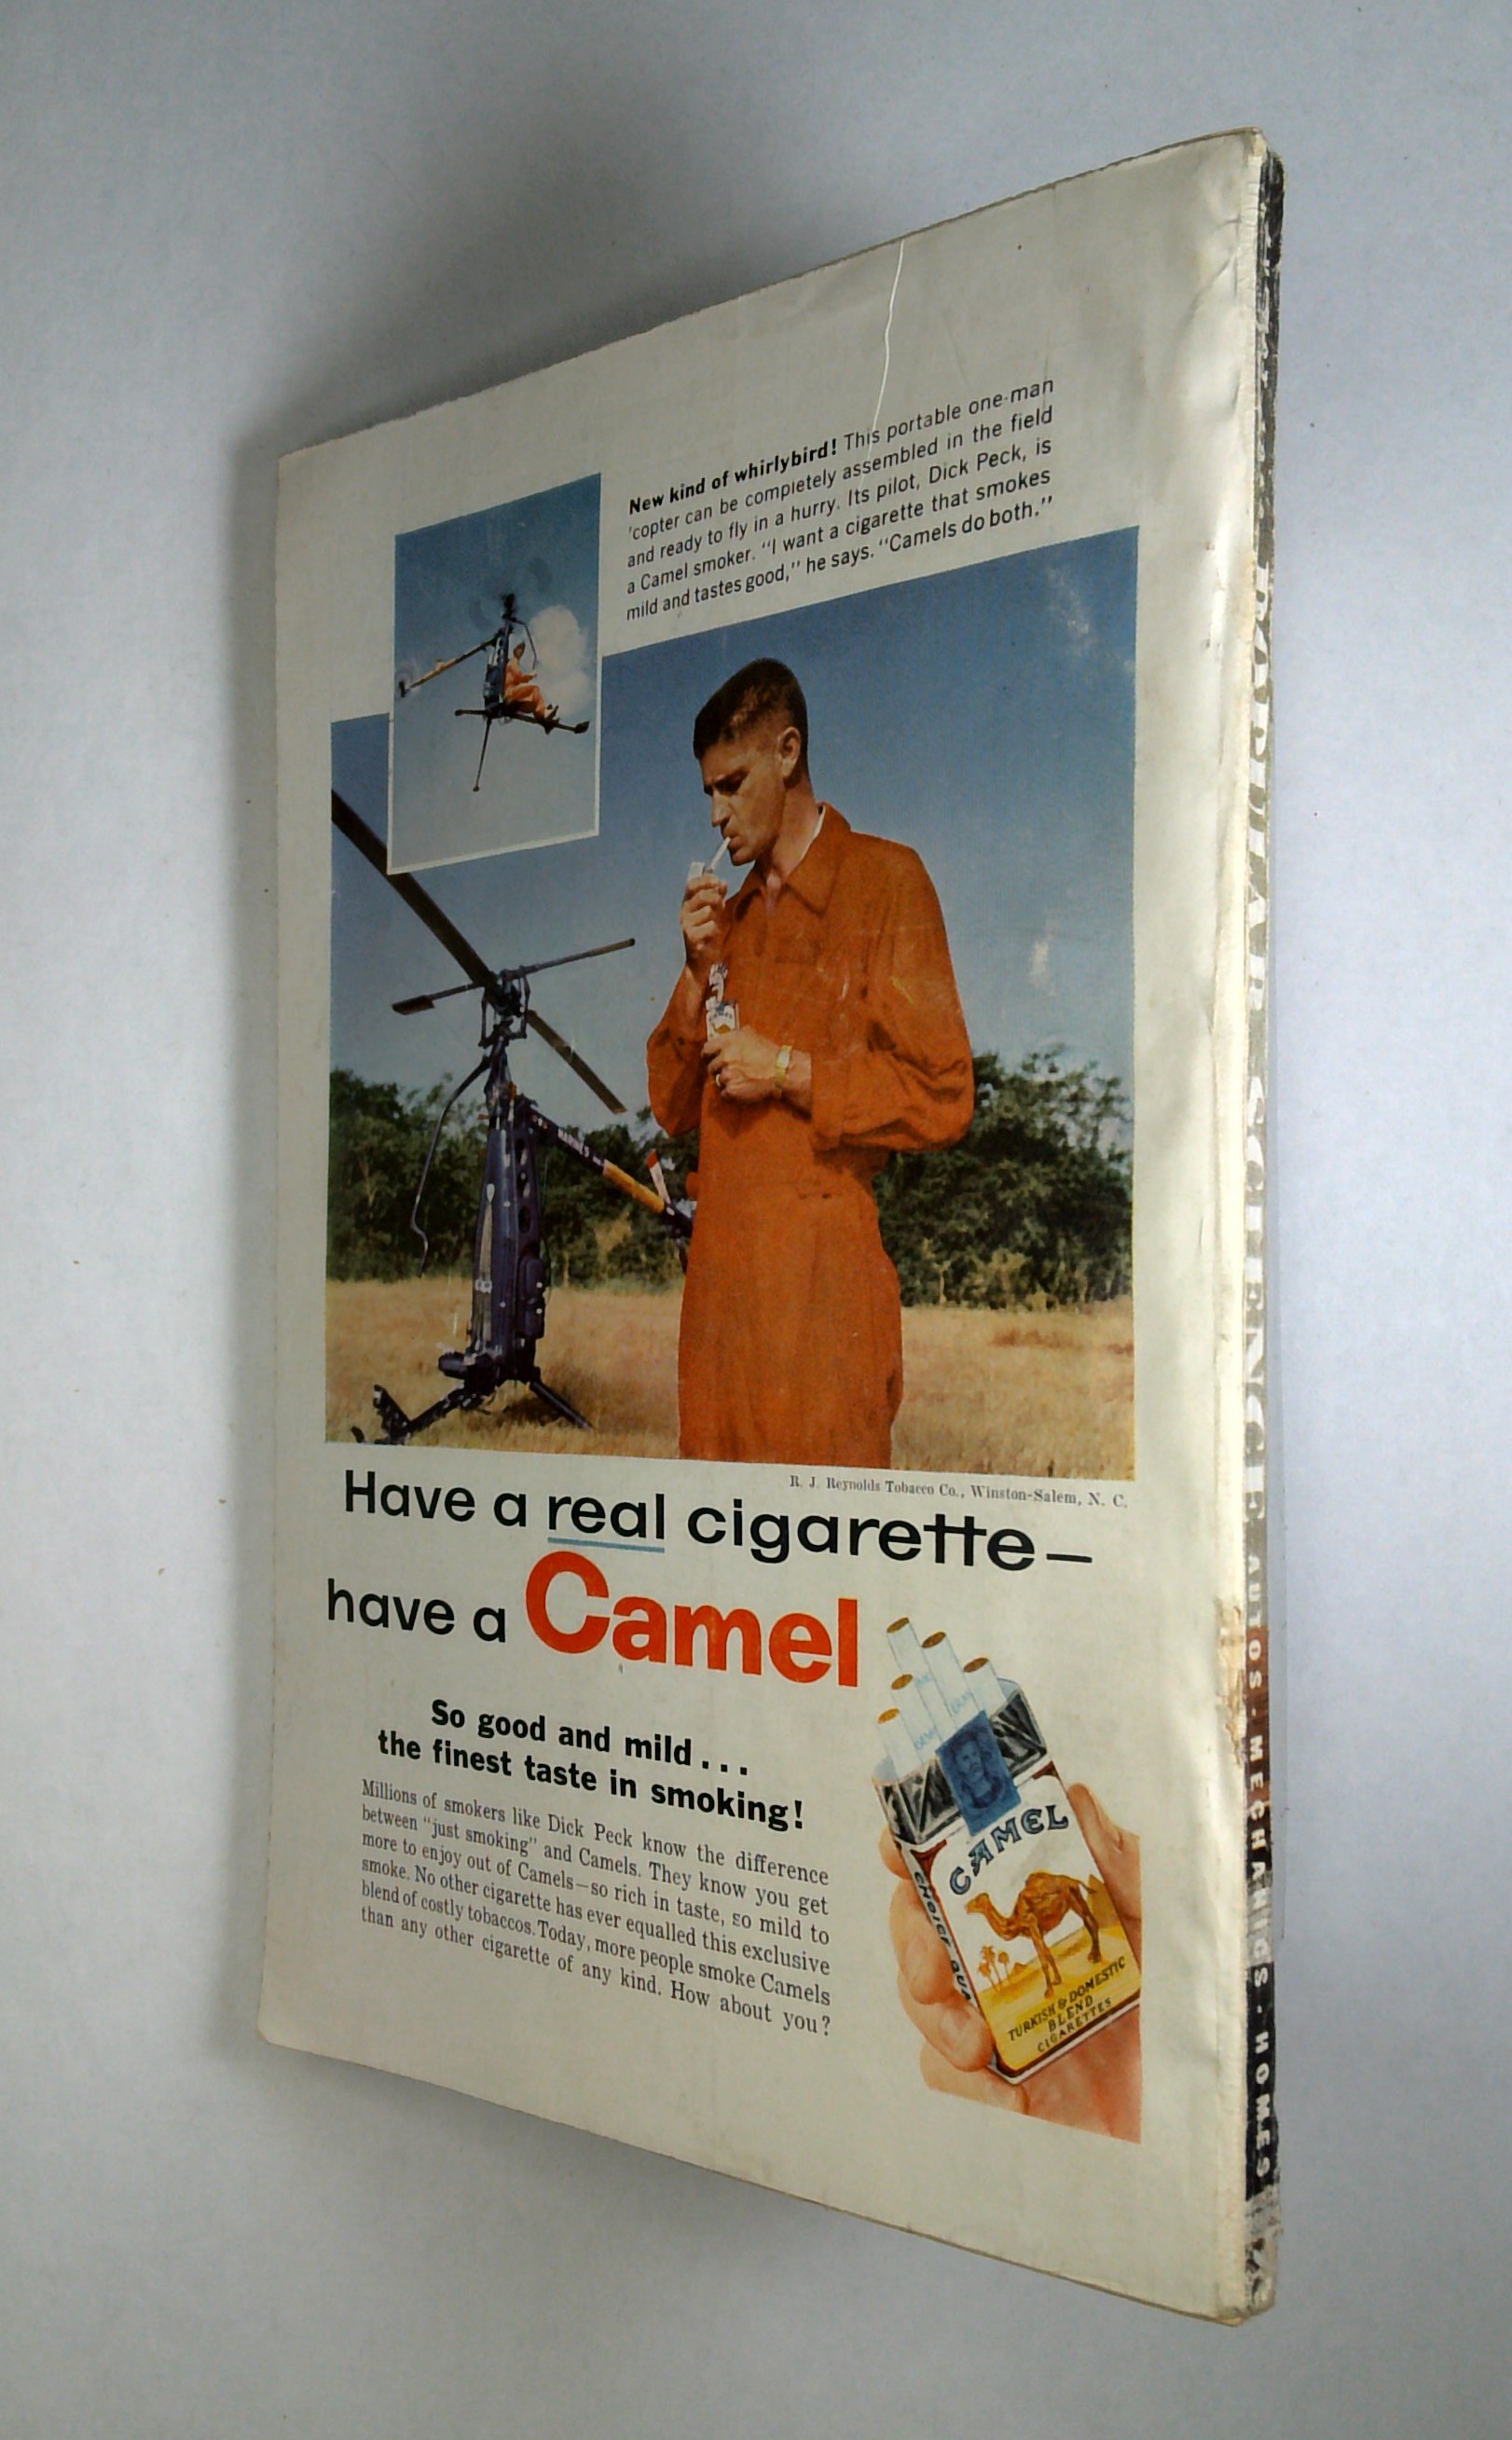 New kind of whirlybird! This portable one-man
'copter can be completely assembled in the field
and ready to fly in a hurry. Its pilot, Dick Peck, is
a Camel smoker. "I want a cigarette that smokes
mild and tastes good," he says. "Camels do both."
MARINES
CAMEL
R. J. Reynolds Tobacco Co., Winston-Salem, N. C.
Have a real cigarette—
have a Camel
So good and mild...
the finest taste in smoking!
Millions of smokers like Dick Peck know the difference
between "just smoking" and Camels. They know you get
more to enjoy out of Camels—so rich in taste, so mild to
smoke. No other cigarette has ever equalled this exclusive
blend of costly tobaccos. Today, more people smoke Camels
than any other cigarette of any kind. How about you?
CAMEL
CHOICE QUA
TURKISH & DOMESTIC
BLEND
CIGARETTES
POPULAR SCIENCE AUTOS · MECHANICS · HOMES